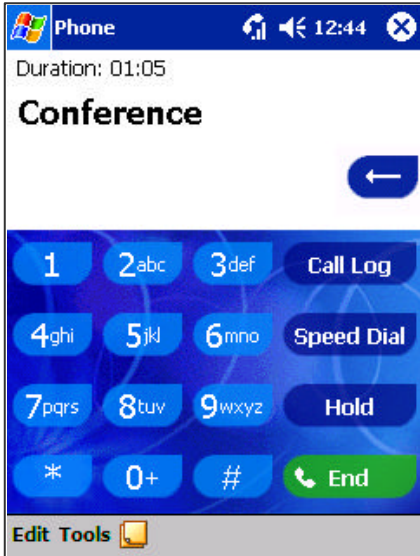 Phone 12:44
Duration: 01:05
Conference
1 2abc 3def Call Log
4ghi 5jkl 6mno Speed Dial
7pqrs 8tuv 9wxyz Hold
* 0+ # End
Edit Tools